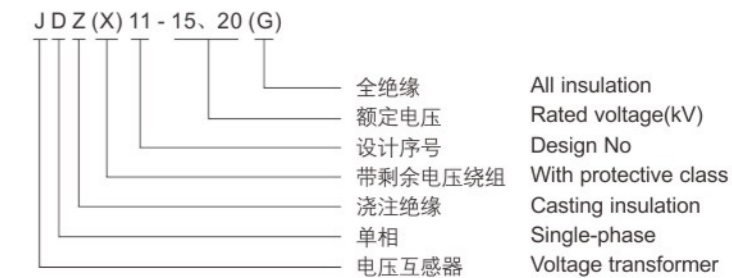 J D Z (X) 11 - 15、20 (G)
全绝缘 All insulation
额定电压 Rated voltage(kV)
设计序号 Design No
带剩余电压绕组 With protective class
浇注绝缘 Casting insulation
单相 Single-phase
电压互感器 Voltage transformer